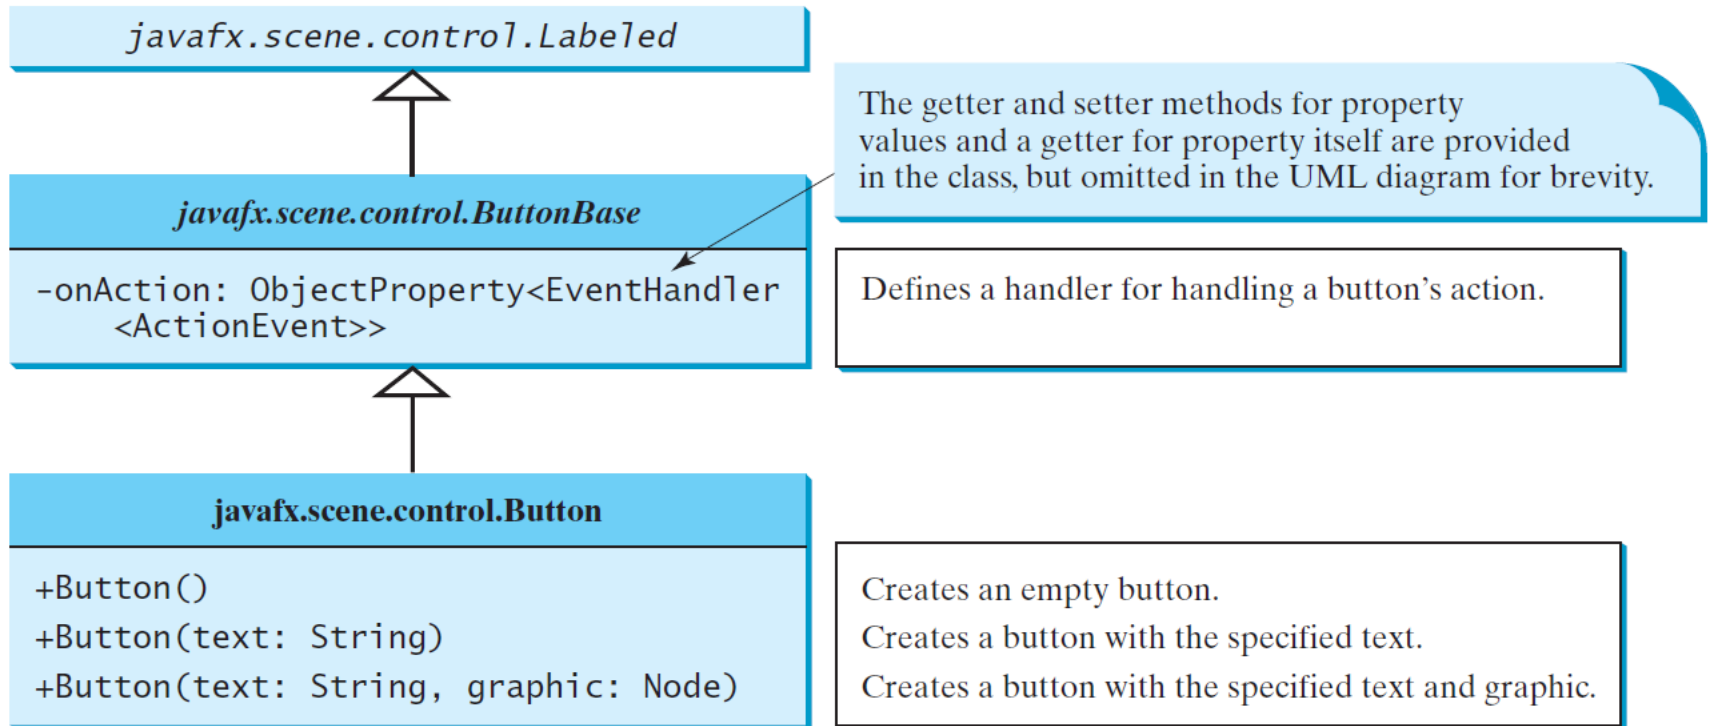 javafx.scene.control.Labeled
The getter and setter methods for property
values and a getter for property itself are provided
in the class, but omitted in the UML diagram for brevity.
javafx.scene.control.ButtonBase
-onAction: ObjectProperty<EventHandler
<ActionEvent>>
Defines a handler for handling a button’s action.
javafx.scene.control.Button
+Button()
Creates an empty button.
+Button(text: String)
Creates a button with the specified text.
+Button(text: String, graphic: Node)
Creates a button with the specified text and graphic.